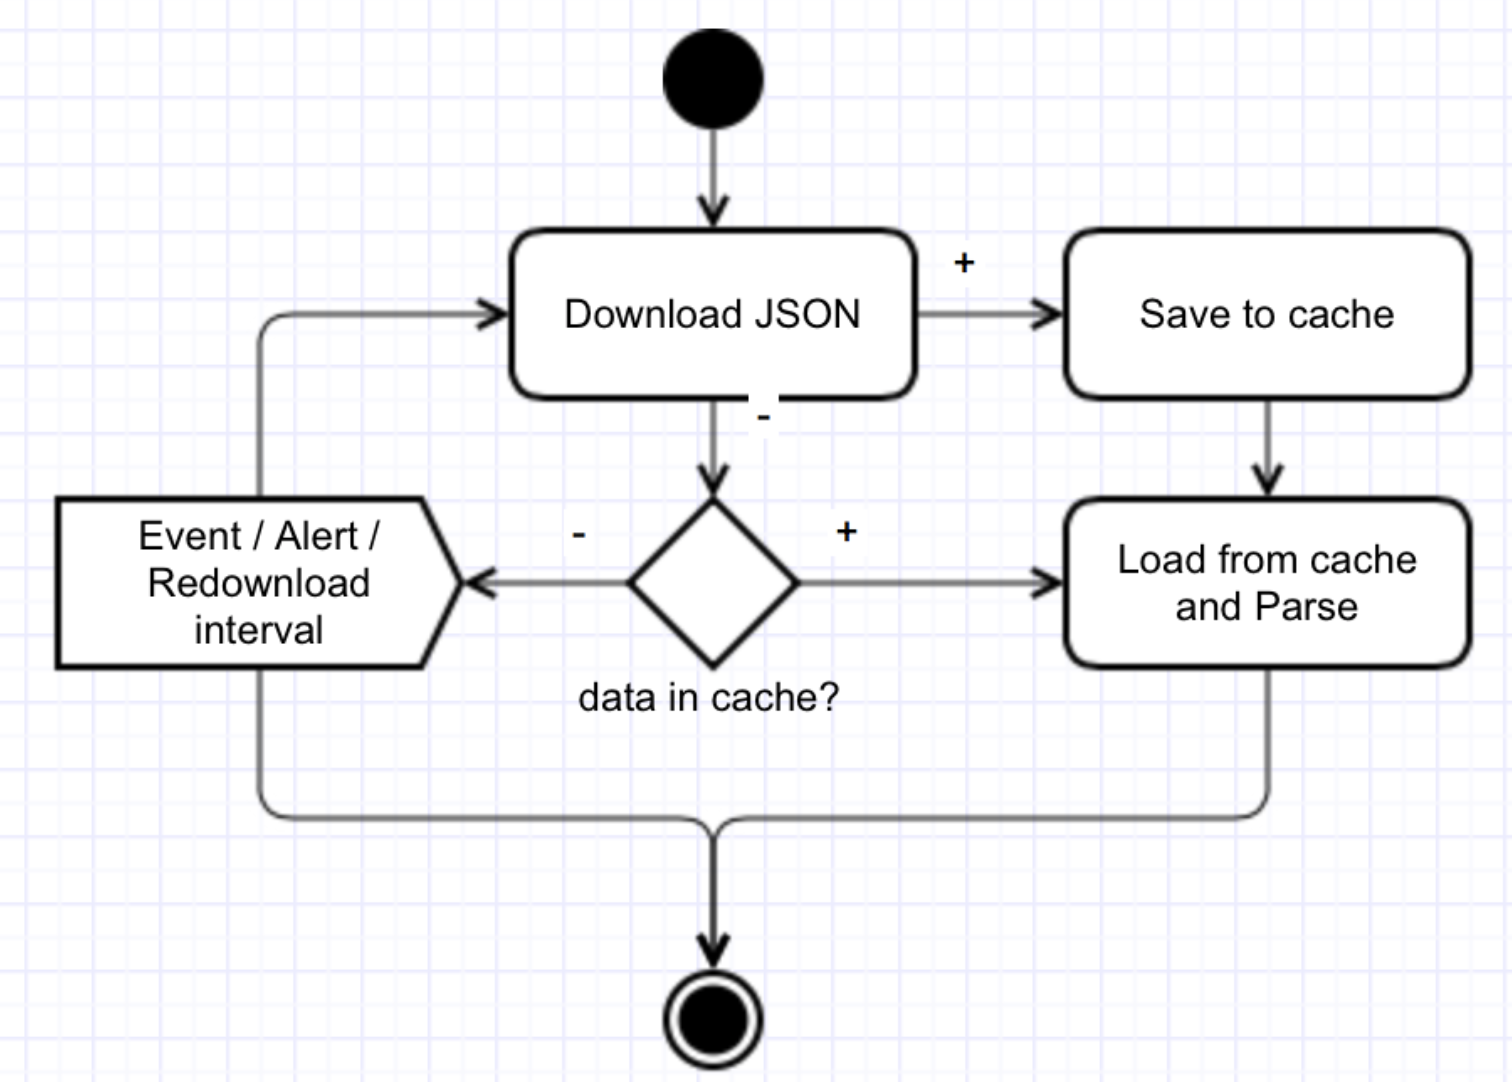 +
Download JSON
Save to cache
-
Event / Alert /
Redownload
interval
-
+
Load from cache
and Parse
data in cache?